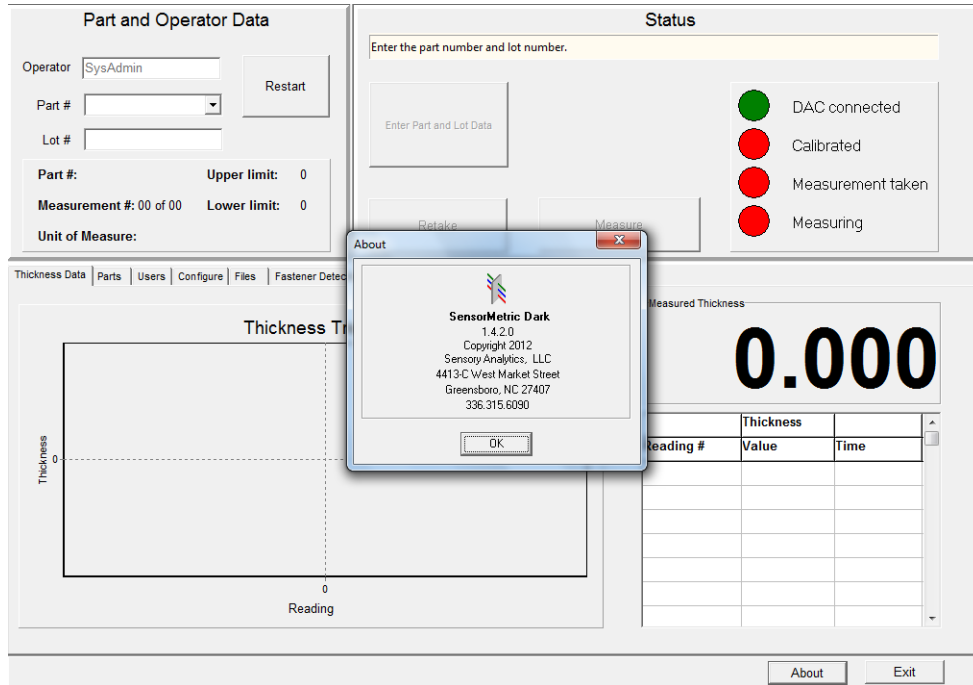 Part and Operator Data
Operator SysAdmin
Restart
Part #
Lot #
Part #: Upper limit: 0
Measurement #: 00 of 00 Lower limit: 0
Unit of Measure:
Status
Enter the part number and lot number.
Enter Part and Lot Data
Retake Measure
DAC connected
Calibrated
Measurement taken
Measuring
Thickness Data Parts Users Configure Files Fastener Detec
Thickness Tr
Thickness
0
0
Reading
About
SensorMetric Dark
1.4.2.0
Copyright 2012
Sensory Analytics, LLC
4413-C West Market Street
Greensboro, NC 27407
336.315.6090
OK
Measured Thickness
0.000
Thickness
Reading # Value Time
About Exit